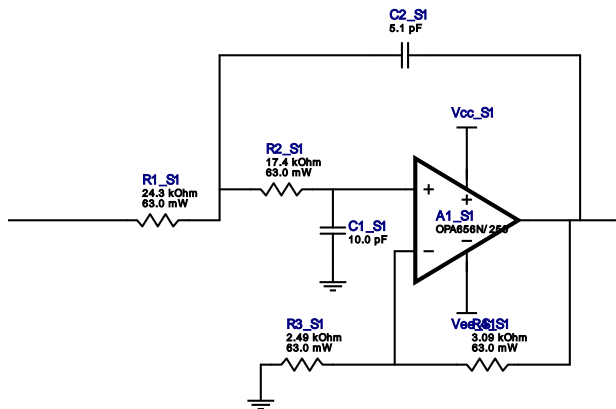 C2_S1
5.1 pF
Vcc_S1
R2_S1
17.4 kOhm
63.0 mW
R1_S1
24.3 kOhm
63.0 mW
+
+
A1_S1
OPA656N/250
C1_S1
10.0 pF
−
−
R3_S1
2.49 kOhm
63.0 mW
Vee_S1
R4_S1
3.09 kOhm
63.0 mW